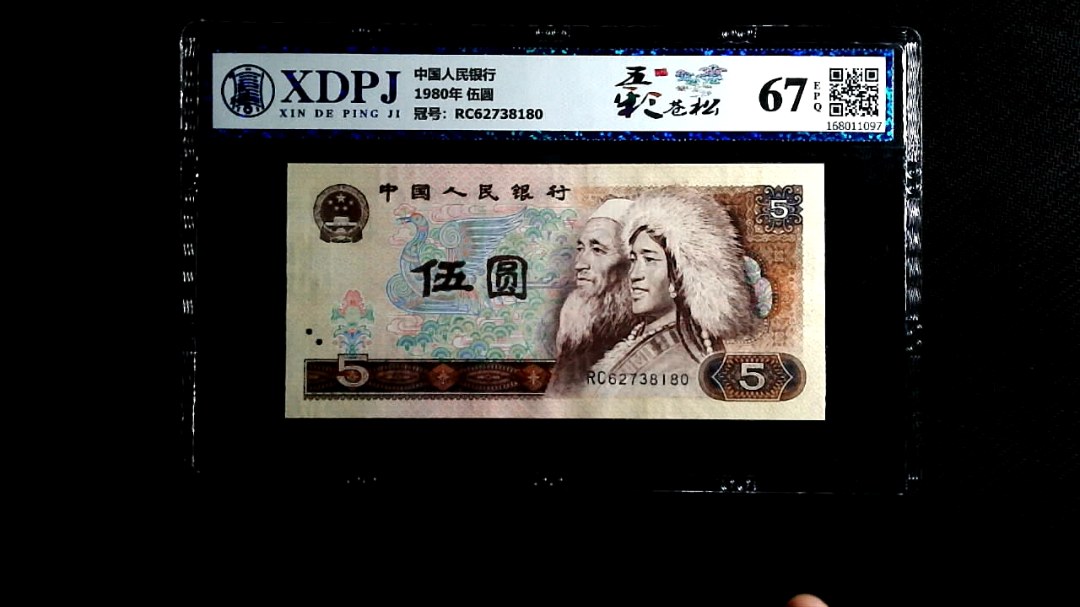 XDPJ
XIN DE PING JI
中国人民银行
1980年 伍圆
冠号: RC62738180
五彩苍松
67
EPQ
168011097
中国人民银行
5
伍圆
5
RC62738180
5